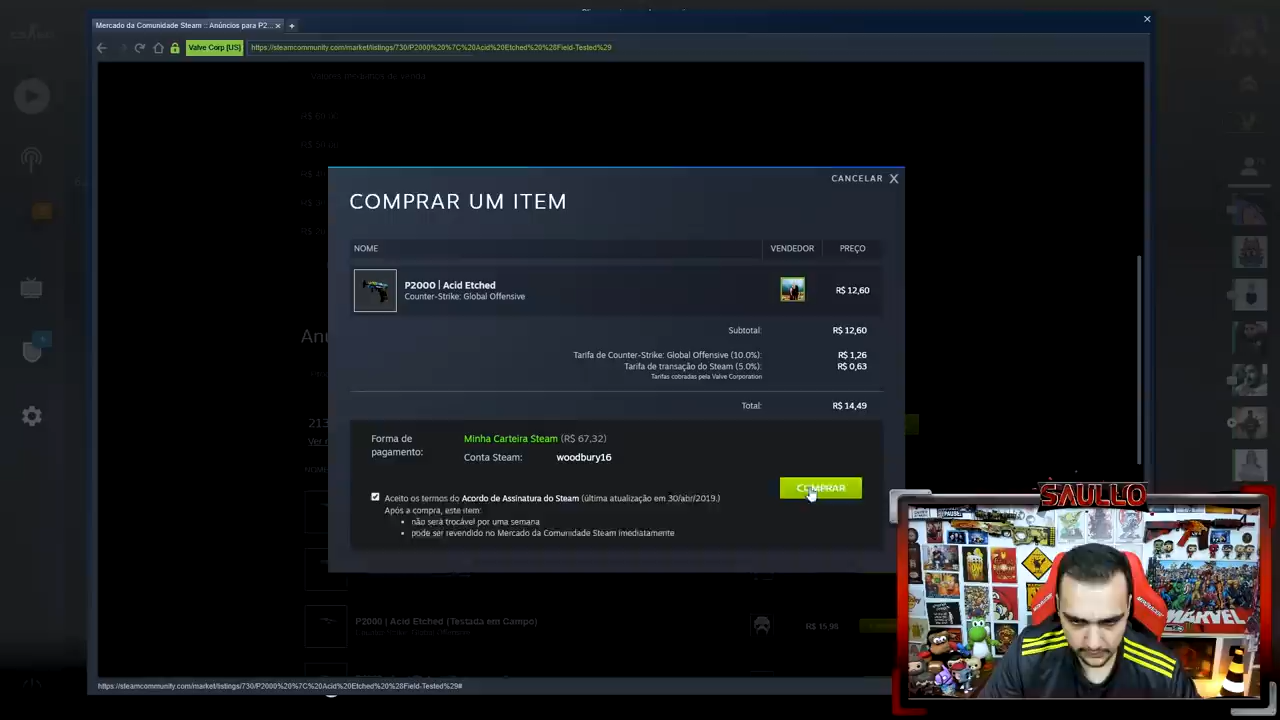 Mercado da Comunidade Steam :: Anúncios para P2...
Valve Corp [US]
https://steamcommunity.com/market/listings/730/P2000%20%7C%20Acid%20Etched%20%28Field-Tested%29
Valores medianos de venda
CANCELAR X
COMPRAR UM ITEM
NOME VENDEDOR PREÇO
P2000 | Acid Etched
Counter-Strike: Global Offensive
R$ 12,60
Subtotal: R$ 12,60
Tarifa de Counter-Strike: Global Offensive (10.0%): R$ 1,26
Tarifa de transação do Steam (5.0%): R$ 0,63
Tarifas cobradas pela Valve Corporation
Total: R$ 14,49
Forma de pagamento:
Minha Carteira Steam (R$ 67,32)
Conta Steam: woodbury16
COMPRAR
Aceito os termos do Acordo de Assinatura do Steam (última atualização em 30/abr/2019.)
Após a compra, este item:
não será trocável por uma semana
pode ser revendido no Mercado da Comunidade Steam imediatamente
P2000 | Acid Etched (Testada em Campo)
R$ 15,98
https://steamcommunity.com/market/listings/730/P2000%20%7C%20Acid%20Etched%20%28Field-Tested%29#
SAULLO
MARVEL